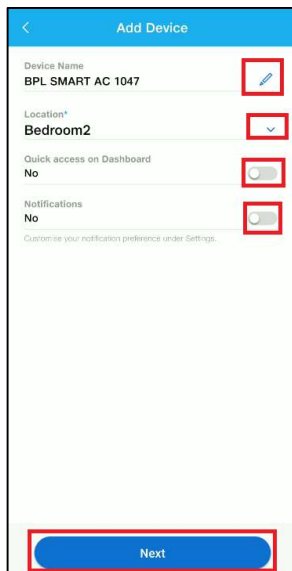 Add Device
Device Name
BPL SMART AC 1047
Location*
Bedroom2
Quick access on Dashboard
No
Notifications
No
Customise your notification preference under Settings.
Next